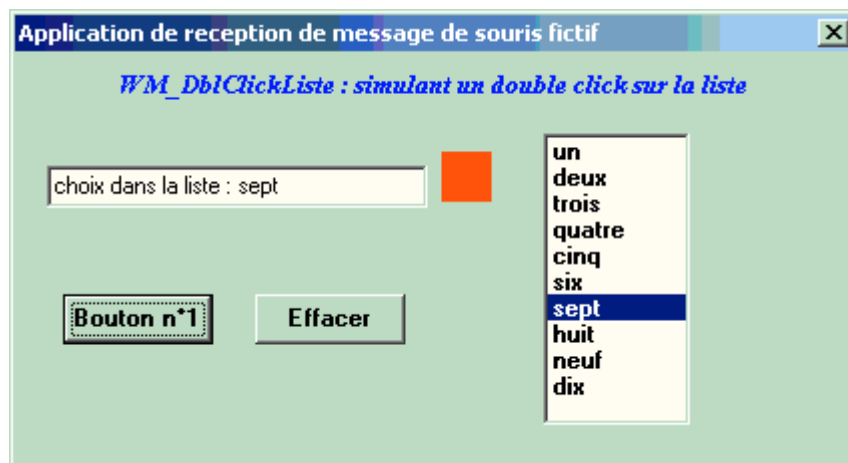 Application de reception de message de souris fictif
WM_DblClickListe : simulant un double click sur la liste
choix dans la liste : sept
Bouton n°1
Effacer
un
deux
trois
quatre
cinq
six
sept
huit
neuf
dix